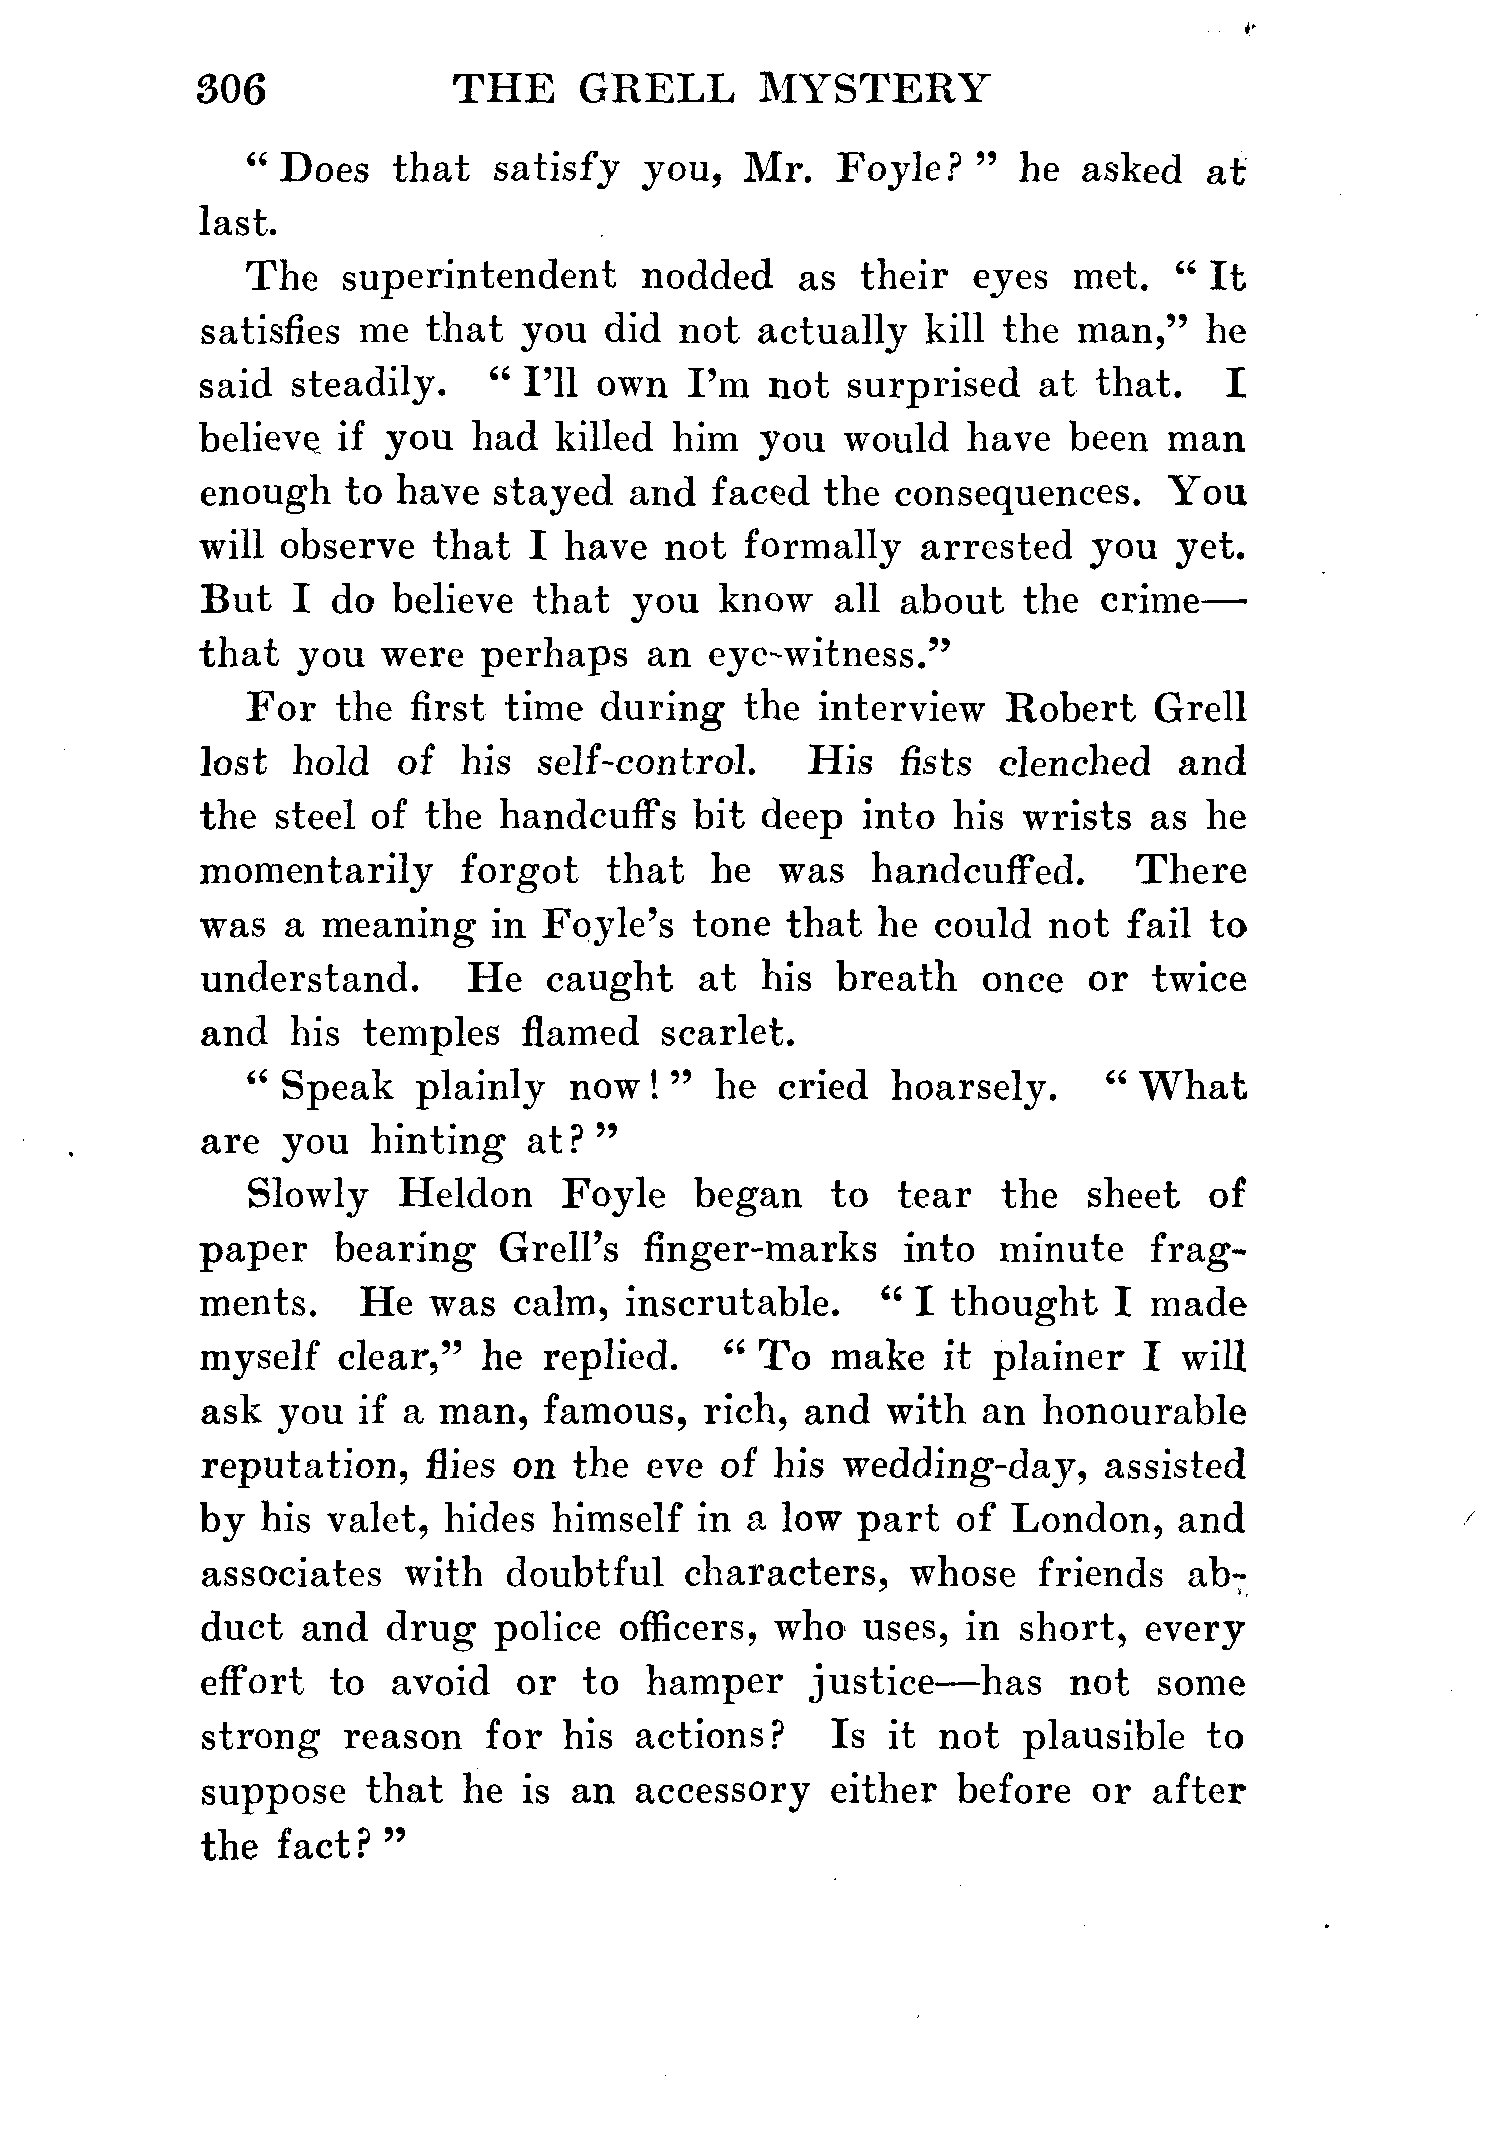 306 THE GRELL MYSTERY
“ Does that satisfy you, Mr. Foyle? ” he asked at
last.
The superintendent nodded as their eyes met. “ It
satisfies me that you did not actually kill the man,” he
said steadily. “ I’ll own I’m not surprised at that. I
believe if you had killed him you would have been man
enough to have stayed and faced the consequences. You
will observe that I have not formally arrested you yet.
But I do believe that you know all about the crime—
that you were perhaps an eye-witness.”
For the first time during the interview Robert Grell
lost hold of his self-control. His fists clenched and
the steel of the handcuffs bit deep into his wrists as he
momentarily forgot that he was handcuffed. There
was a meaning in Foyle’s tone that he could not fail to
understand. He caught at his breath once or twice
and his temples flamed scarlet.
“ Speak plainly now! ” he cried hoarsely. “ What
are you hinting at? ”
Slowly Heldon Foyle began to tear the sheet of
paper bearing Grell’s finger-marks into minute frag-
ments. He was calm, inscrutable. “ I thought I made
myself clear,” he replied. “ To make it plainer I will
ask you if a man, famous, rich, and with an honourable
reputation, flies on the eve of his wedding-day, assisted
by his valet, hides himself in a low part of London, and
associates with doubtful characters, whose friends ab-
duct and drug police officers, who uses, in short, every
effort to avoid or to hamper justice—has not some
strong reason for his actions? Is it not plausible to
suppose that he is an accessory either before or after
the fact? ”